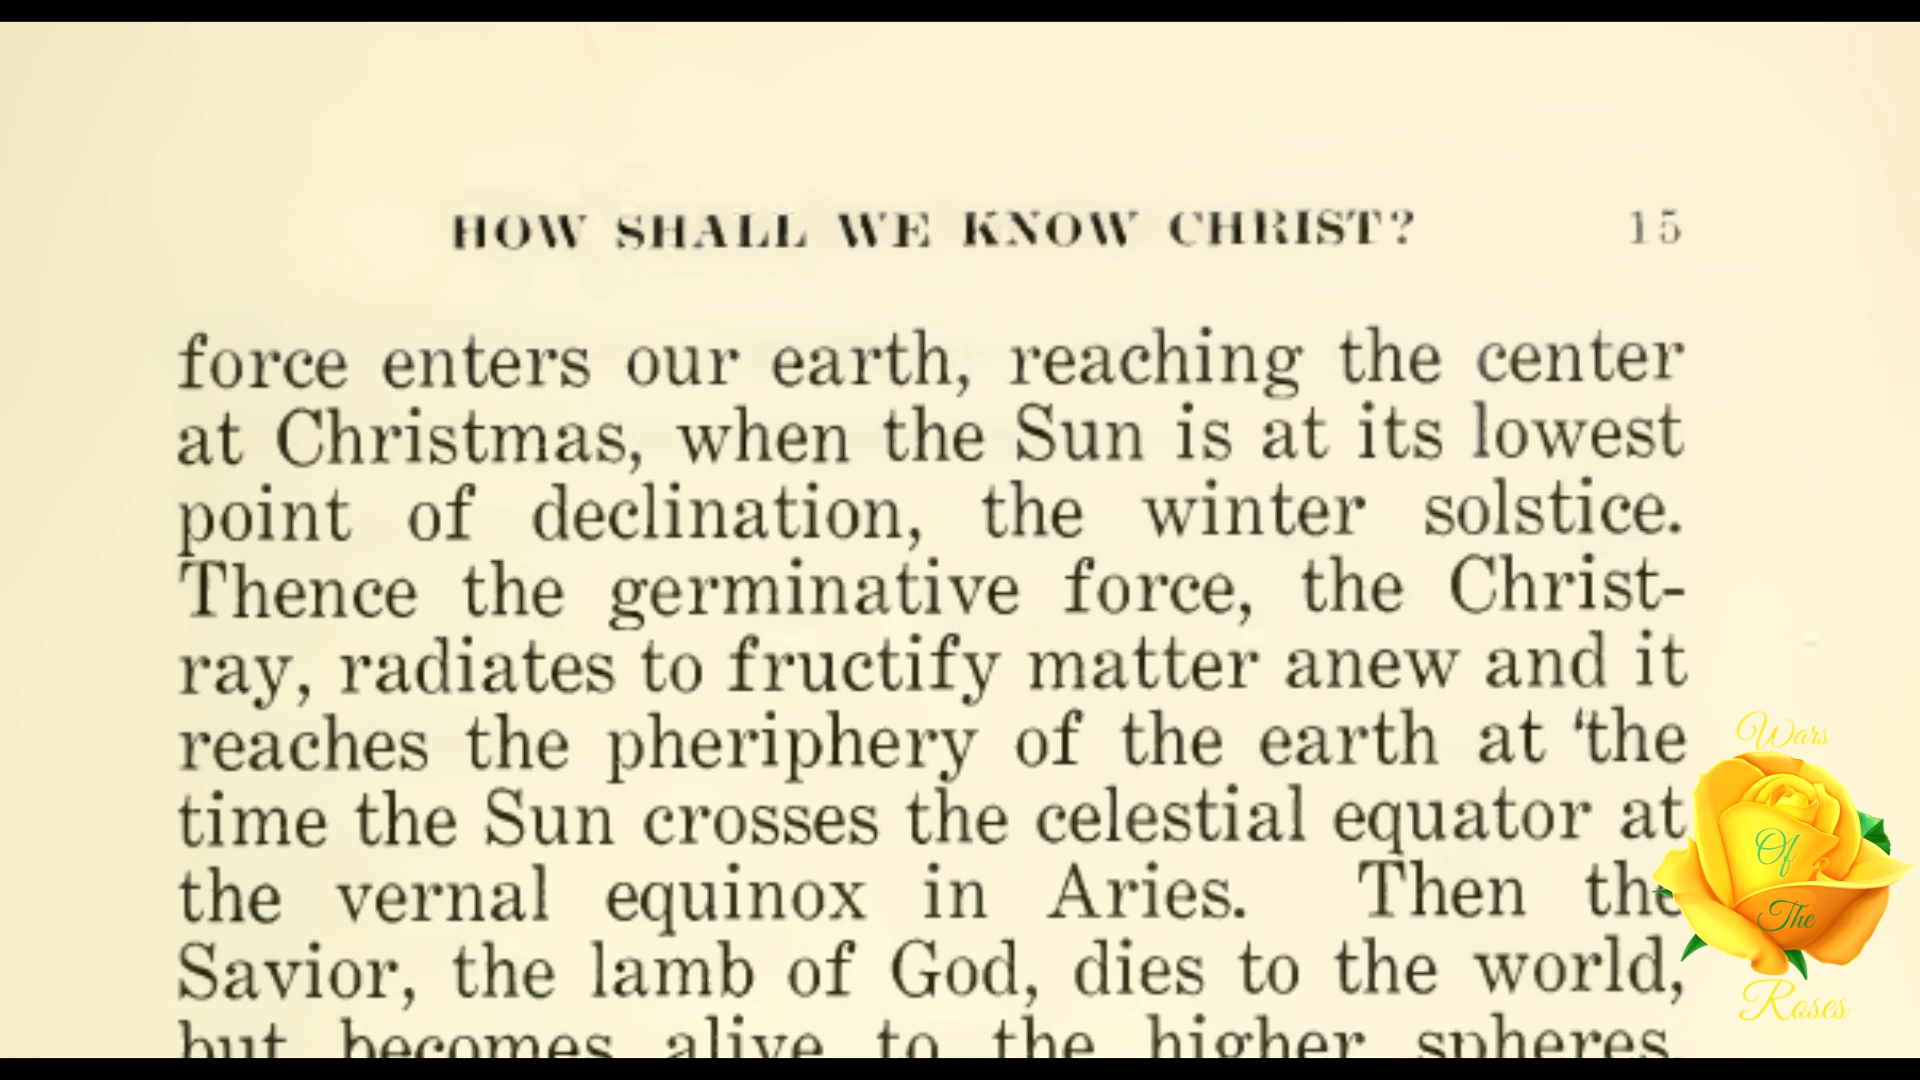 HOW SHALL WE KNOW CHRIST? 15
force enters our earth, reaching the center
at Christmas, when the Sun is at its lowest
point of declination, the winter solstice.
Thence the germinative force, the Christ-
ray, radiates to fructify matter anew and it
reaches the pheriphery of the earth at 'the
time the Sun crosses the celestial equator at
the vernal equinox in Aries. Then the
Savior, the lamb of God, dies to the world,
but becomes alive to the higher spheres
Wars
Of
The
Roses